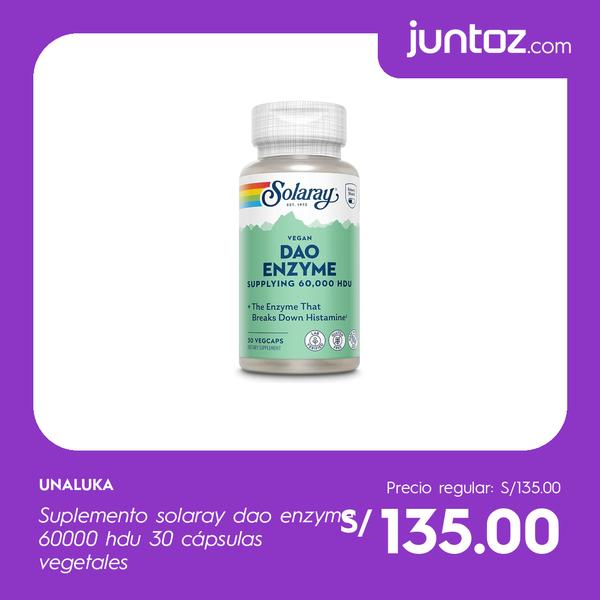 juntoz.com
Solaray
EST. 1973
VEGAN
DAO
ENZYME
SUPPLYING 60,000 HDU
• The Enzyme That
Breaks Down Histamine
30 VEGCAPS
DIETARY SUPPLEMENT
UNALUKA
Precio regular: S/135.00
Suplemento solaray dao enzyme
S/135.00
60000 hdu 30 cápsulas
vegetales